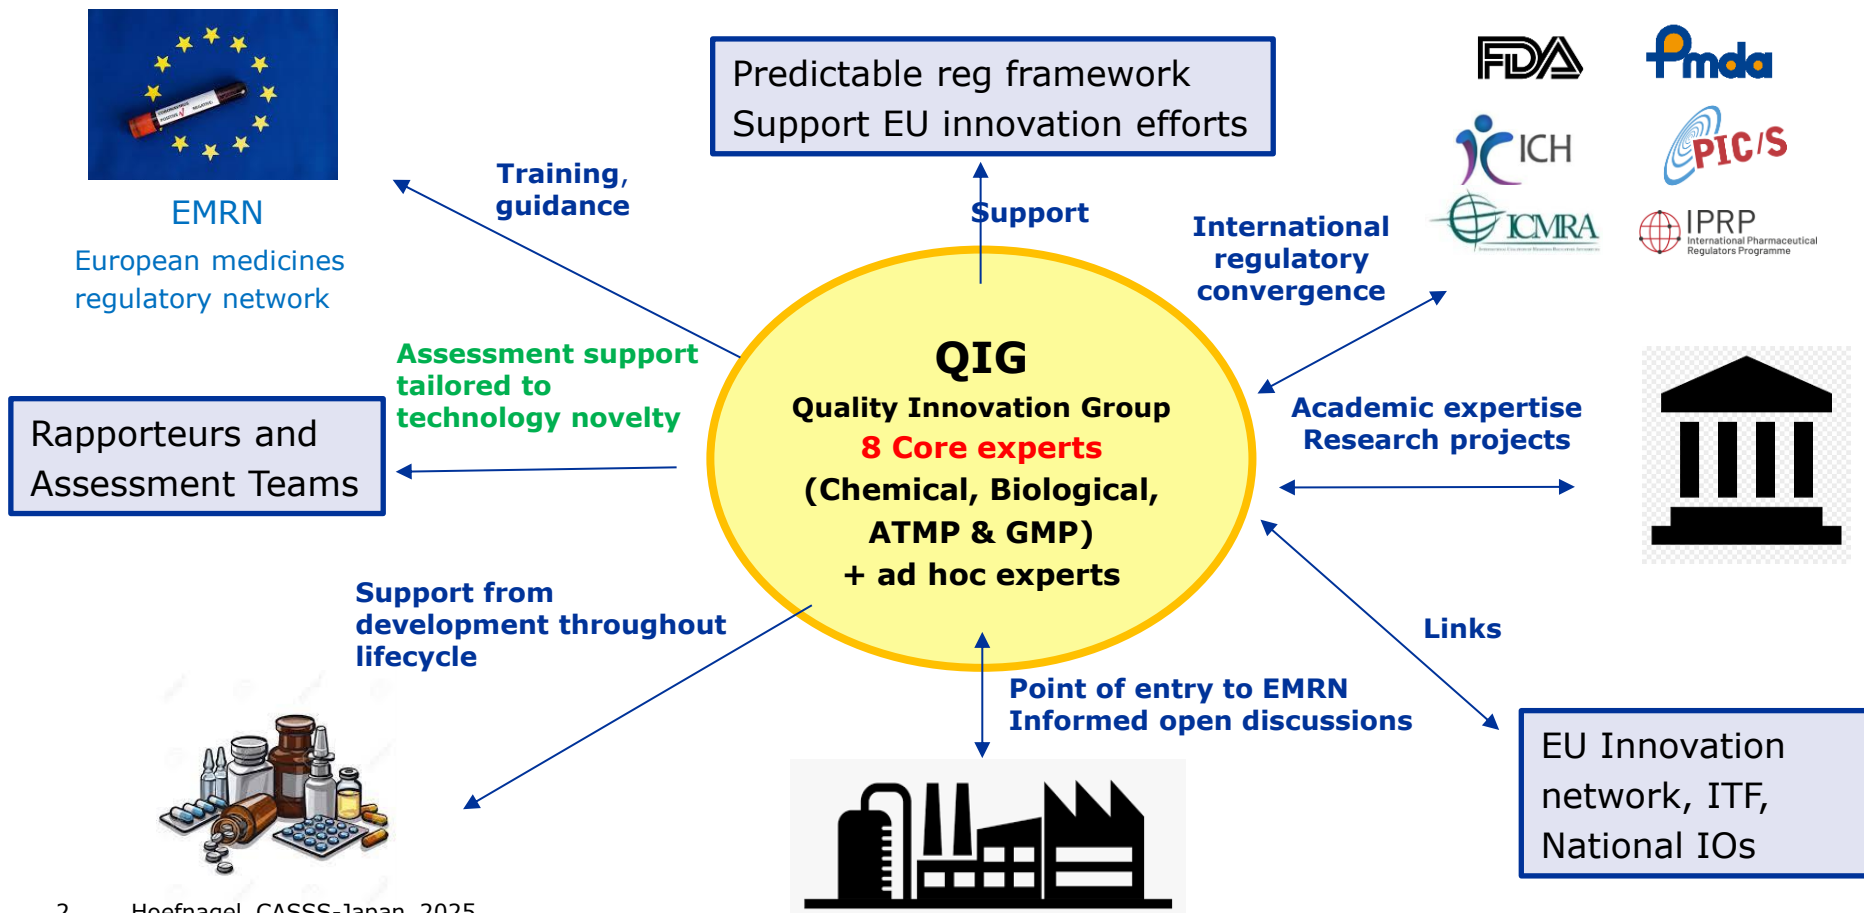 Predictable reg framework
Support EU innovation efforts
FDA
Pmda
ICH
PIC/S
ICMRA
IPRP
International Pharmaceutical
Regulators Programme
EMRN
European medicines
regulatory network
Training,
guidance
Support
International
regulatory
convergence
Assessment support
tailored to
technology novelty
Rapporteurs and
Assessment Teams
QIG
Quality Innovation Group
8 Core experts
(Chemical, Biological,
ATMP & GMP)
+ ad hoc experts
Academic expertise
Research projects
Support from
development throughout
lifecycle
Links
Point of entry to EMRN
Informed open discussions
EU Innovation
network, ITF,
National IOs
2 Hoefnagel, CASSS-Japan, 2025